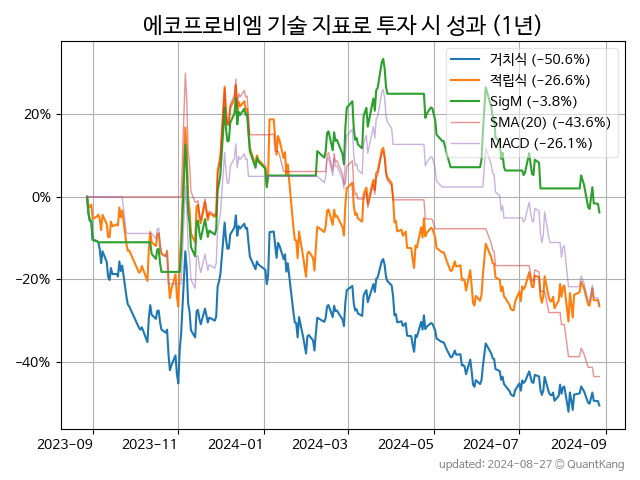 에코프로비엠 기술 지표로 투자 시 성과 (1년)
거치식 (−50.6%)
적립식 (−26.6%)
SigM (−3.8%)
SMA(20) (−43.6%)
MACD (−26.1%)
20%
0%
−20%
−40%
2023-09 2023-11 2024-01 2024-03 2024-05 2024-07 2024-09
updated: 2024-08-27 ⓒ QuantKang